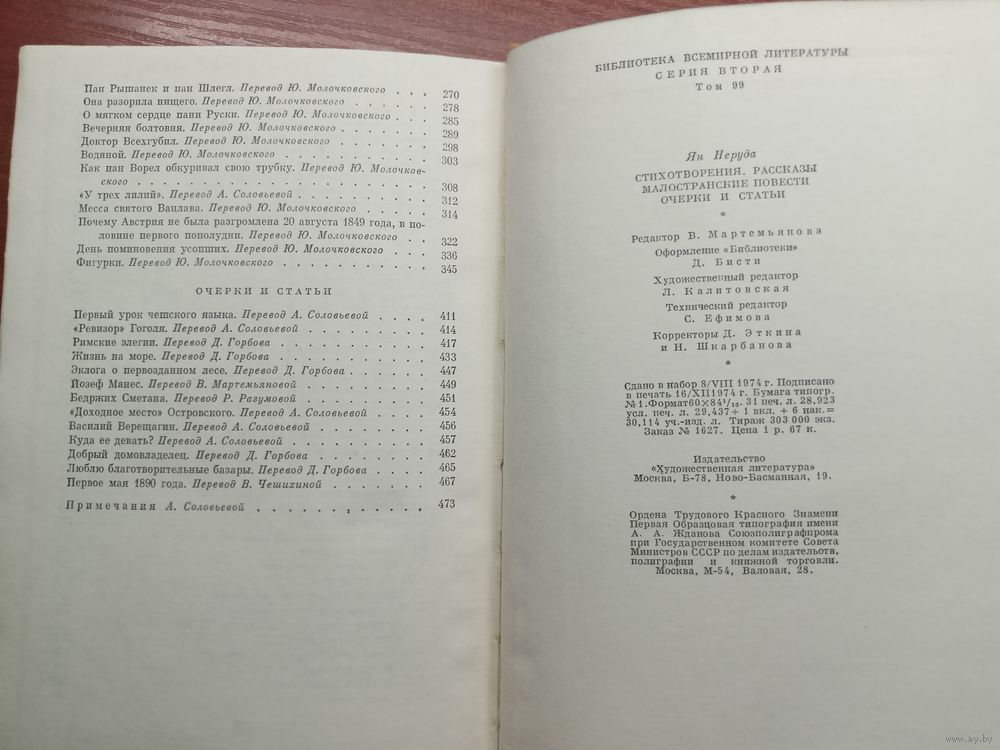 Пан Рышанек и пан Шлегл. Перевод Ю. Молочковского . . . 270
Она разорила нищего. Перевод Ю. Молочковского . . . . . . 278
О мягком сердце пани Руски. Перевод Ю. Молочковского . . . 285
Вечерняя болтовня. Перевод Ю. Молочковского . . . . . . . 289
Доктор Всехгубил. Перевод Ю. Молочковского . . . . . . . 298
Водяной. Перевод Ю. Молочковского . . . . . . . . . . 303
Как пан Ворел обкуривал свою трубку. Перевод Ю. Молочков-
ского . . . . . . . . . . . . . . . . . . . . 308
«У трех лилий». Перевод А. Соловьевой . . . . . . . . . 312
Месса святого Вацлава. Перевод Ю. Молочковского . . . . . 314
Почему Австрия не была разгромлена 20 августа 1849 года, в по-
ловине первого пополудни. Перевод Ю. Молочковского . . . 322
День поминовения усопших. Перевод Ю. Молочковского . . . . 336
Фигурки. Перевод Ю. Молочковского . . . . . . . . . . 345
ОЧЕРКИ И СТАТЬИ
Первый урок чешского языка. Перевод А. Соловьевой . . . . 411
«Ревизор» Гоголя. Перевод А. Соловьевой . . . . . . . . 414
Римские элегии. Перевод Д. Горбова . . . . . . . . . . 417
Жизнь на море. Перевод Д. Горбова . . . . . . . . . . 433
Эклога о первозданном лесе. Перевод Д. Горбова . . . . . . 447
Йозеф Манес. Перевод В. Мартемьяновой . . . . . . . . 449
Бедржих Сметана. Перевод Р. Разумовой . . . . . . . . 451
«Доходное место» Островского. Перевод А. Соловьевой . . . . 454
Василий Верещагин. Перевод А. Соловьевой . . . . . . . 456
Куда ее девать? Перевод А. Соловьевой . . . . . . . . . 457
Добрый домовладелец. Перевод Д. Горбова . . . . . . . . 462
Люблю благотворительные базары. Перевод Д. Горбова . . . . 465
Первое мая 1890 года. Перевод В. Чешихиной . . . . . . . 467
Примечания А. Соловьевой . . . . . . . . . . . . 473
БИБЛИОТЕКА ВСЕМИРНОЙ ЛИТЕРАТУРЫ
СЕРИЯ ВТОРАЯ
Том 99
Ян Неруда
СТИХОТВОРЕНИЯ. РАССКАЗЫ
МАЛОСТРАНСКИЕ ПОВЕСТИ
ОЧЕРКИ И СТАТЬИ
*
Редактор В. Мартемьянова
Оформление «Библиотеки»
Д. Бисти
Художественный редактор
Л. Калитовская
Технический редактор
С. Ефимова
Корректоры Д. Эткина
и Н. Шкарбанова
*
Сдано в набор 8/VIII 1974 г. Подписано
в печать 16/XII 1974 г. Бумага типогр.
№ 1. Формат 60×84¹/₁₆. 31 печ. л. 28,923
усл. печ. л. 29,437 + 1 вкл. + 6 нак.=
30,114 уч.-изд. л. Тираж 303 000 экз.
Заказ № 1627. Цена 1 р. 67 к.
Издательство
«Художественная литература»
Москва, Б-78, Ново-Басманная, 19.
*
Ордена Трудового Красного Знамени
Первая Образцовая типография имени
А. А. Жданова Союзполиграфпрома
при Государственном комитете Совета
Министров СССР по делам издательств,
полиграфии и книжной торговли.
Москва, М-54, Валовая, 28.
www.ay.by